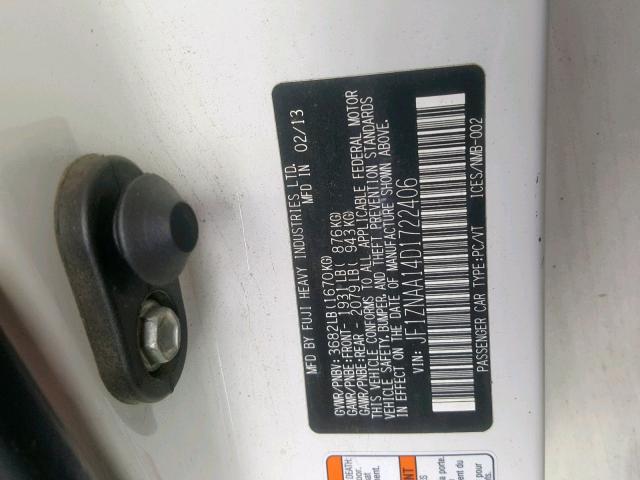 MFD BY FUJI HEAVY INDUSTRIES LTD.
MFD IN 02/13
GVWR/PNBV: 3682LB(1670KG)
GAWR/PNBE:FRONT- 1931LB( 876KG)
GAWR/PNBE:REAR - 2079LB( 943KG)
THIS VEHICLE CONFORMS TO ALL APPLICABLE FEDERAL MOTOR
VEHICLE SAFETY, BUMPER, AND THEFT PREVENTION STANDARDS
IN EFFECT ON THE DATE OF MANUFACTURE SHOWN ABOVE.
VIN: JF1ZNAA14D1722406
PASSENGER CAR TYPE:PC/VT ICES/NMB-002
DEATH: